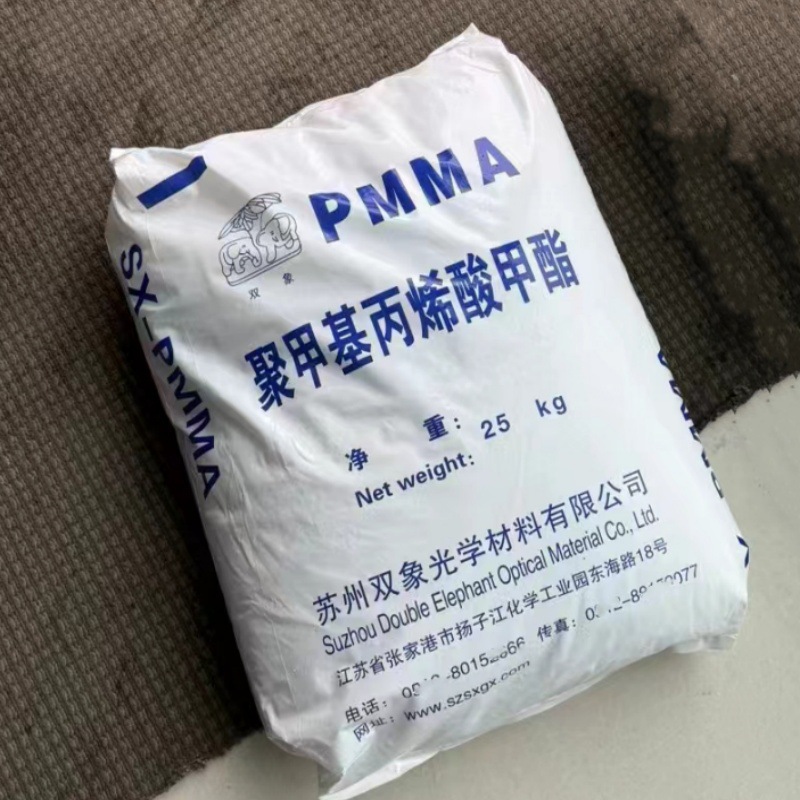 PMMA
双象
聚甲基丙烯酸甲酯
净 重: 25 kg
Net weight:
苏州双象光学材料有限公司
Suzhou Double Elephant Optical Material Co., Ltd.
江苏省张家港市扬子江化学工业园东海路18号
电话: 传真:
网址: www.szsxgx.com
SX-PMMA